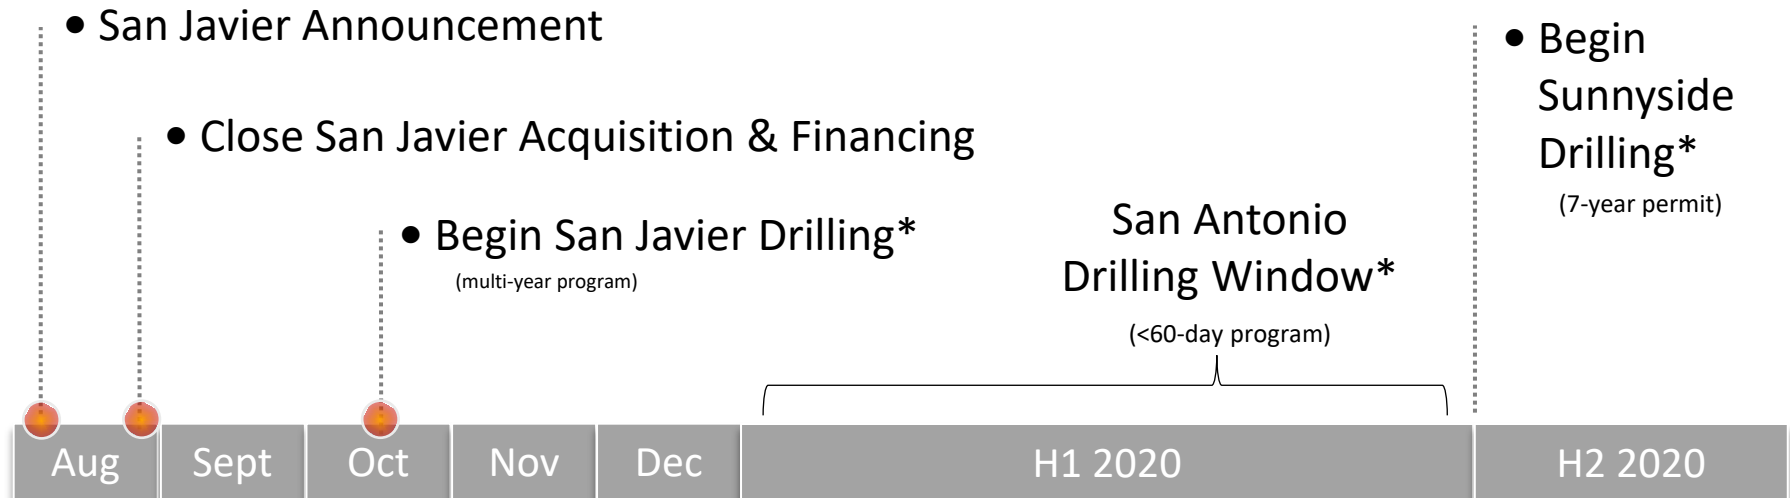 • San Javier Announcement
• Close San Javier Acquisition & Financing
• Begin San Javier Drilling*
(multi-year program)
San Antonio
Drilling Window*
(<60-day program)
• Begin
Sunnyside
Drilling*
(7-year permit)
Aug Sept Oct Nov Dec H1 2020 H2 2020